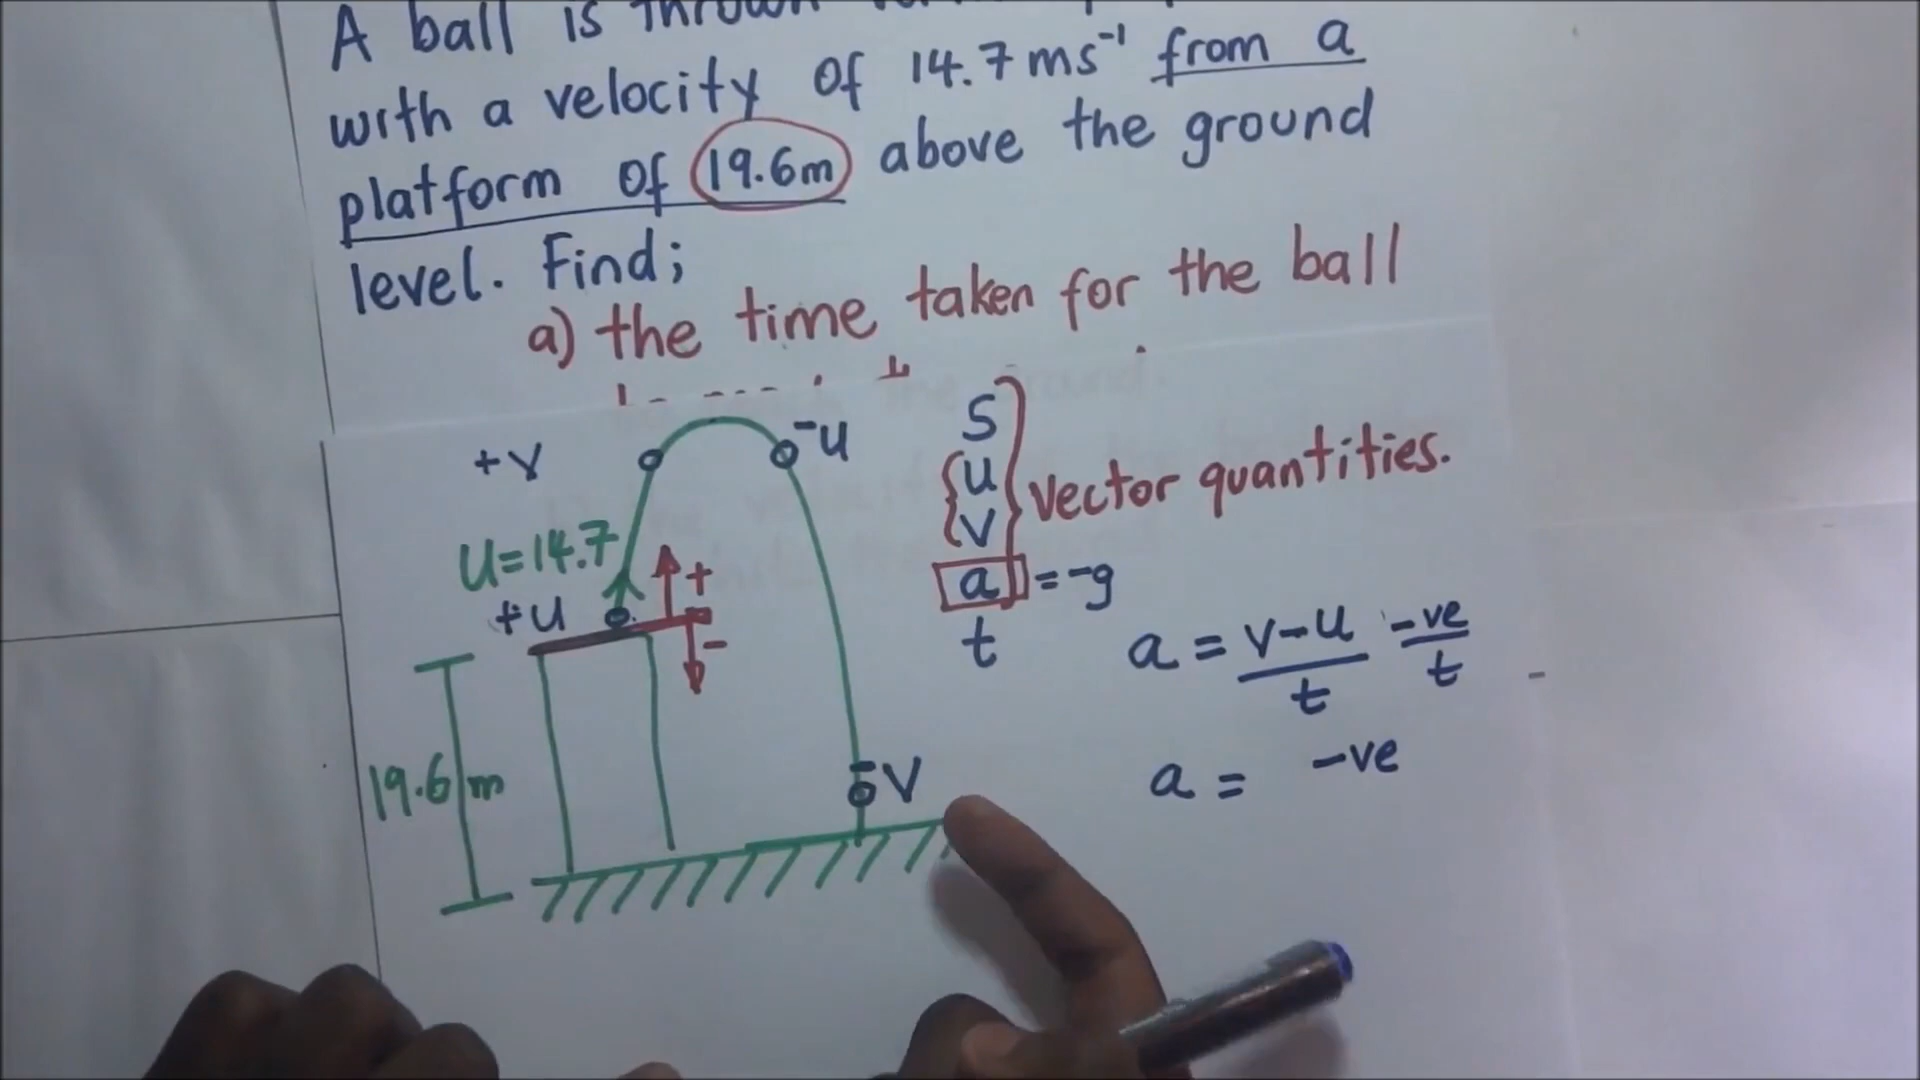 A ball is thrown
with a velocity of 14.7 ms⁻¹ from a
platform of 19.6m above the ground
level. Find;
a) the time taken for the ball
+V
-U
U=14.7
+U
+
-
19.6 m
-V
S
U
V
a = -g
t
vector quantities.
a = V-U/t -ve/t
a = -ve